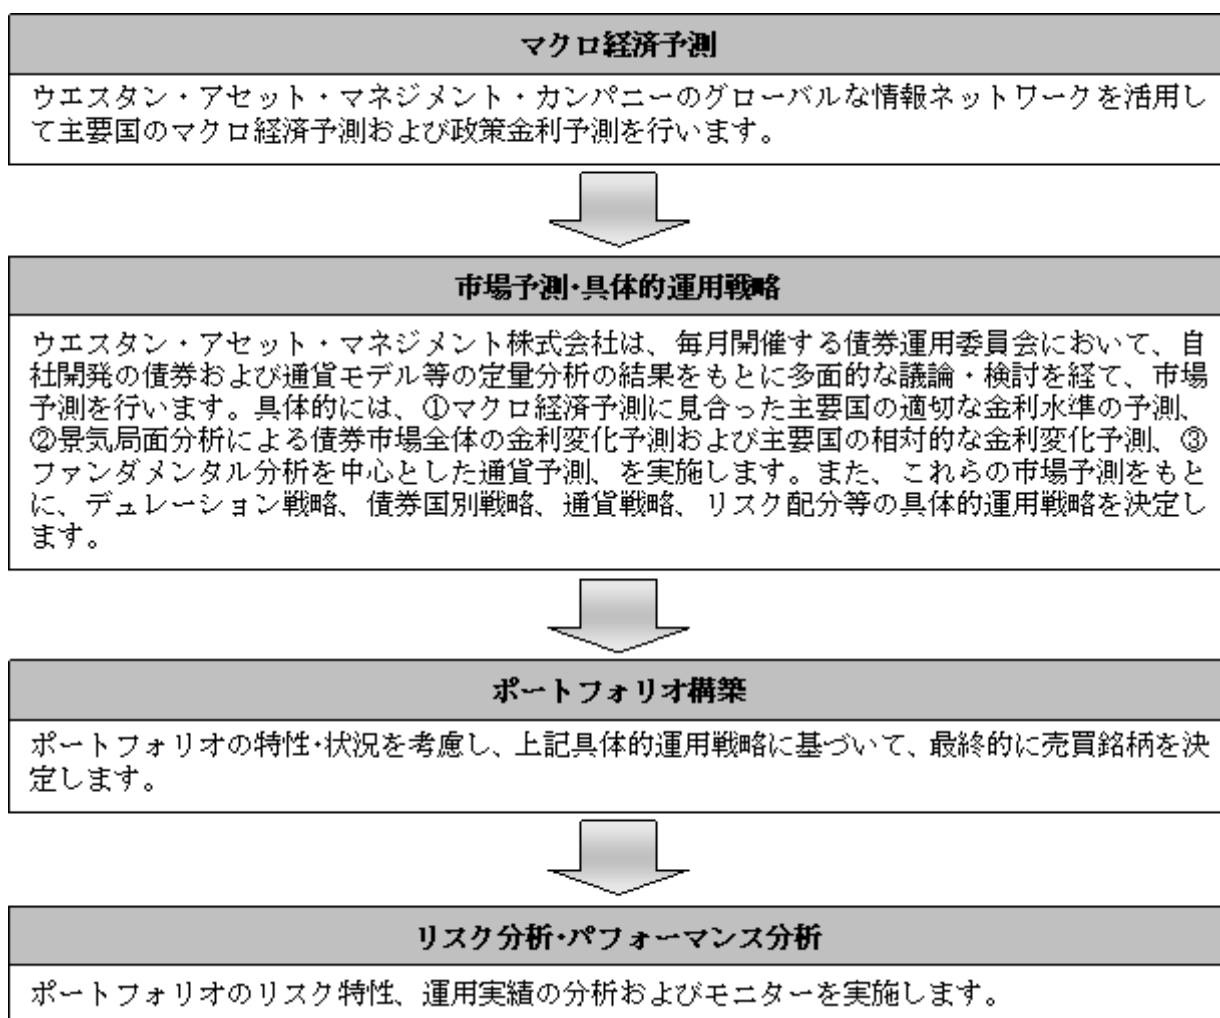 マクロ経済予測
ウエスタン・アセット・マネジメント・カンパニーのグローバルな情報ネットワークを活用し
て主要国のマクロ経済予測および政策金利予測を行います。
市場予測・具体的運用戦略
ウエスタン・アセット・マネジメント株式会社は、毎月開催する債券運用委員会において、自
社開発の債券および通貨モデル等の定量分析の結果をもとに多面的な議論・検討を経て、市場
予測を行います。具体的には、①マクロ経済予測に見合った主要国の適切な金利水準の予測、
②景気局面分析による債券市場全体の金利変化予測および主要国の相対的な金利変化予測、③
ファンダメンタル分析を中心とした通貨予測、を実施します。また、これらの市場予測をもと
に、デュレーション戦略、債券国別戦略、通貨戦略、リスク配分等の具体的運用戦略を決定し
ます。
ポートフォリオ構築
ポートフォリオの特性・状況を考慮し、上記具体的運用戦略に基づいて、最終的に売買銘柄を決
定します。
リスク分析・パフォーマンス分析
ポートフォリオのリスク特性、運用実績の分析およびモニターを実施します。